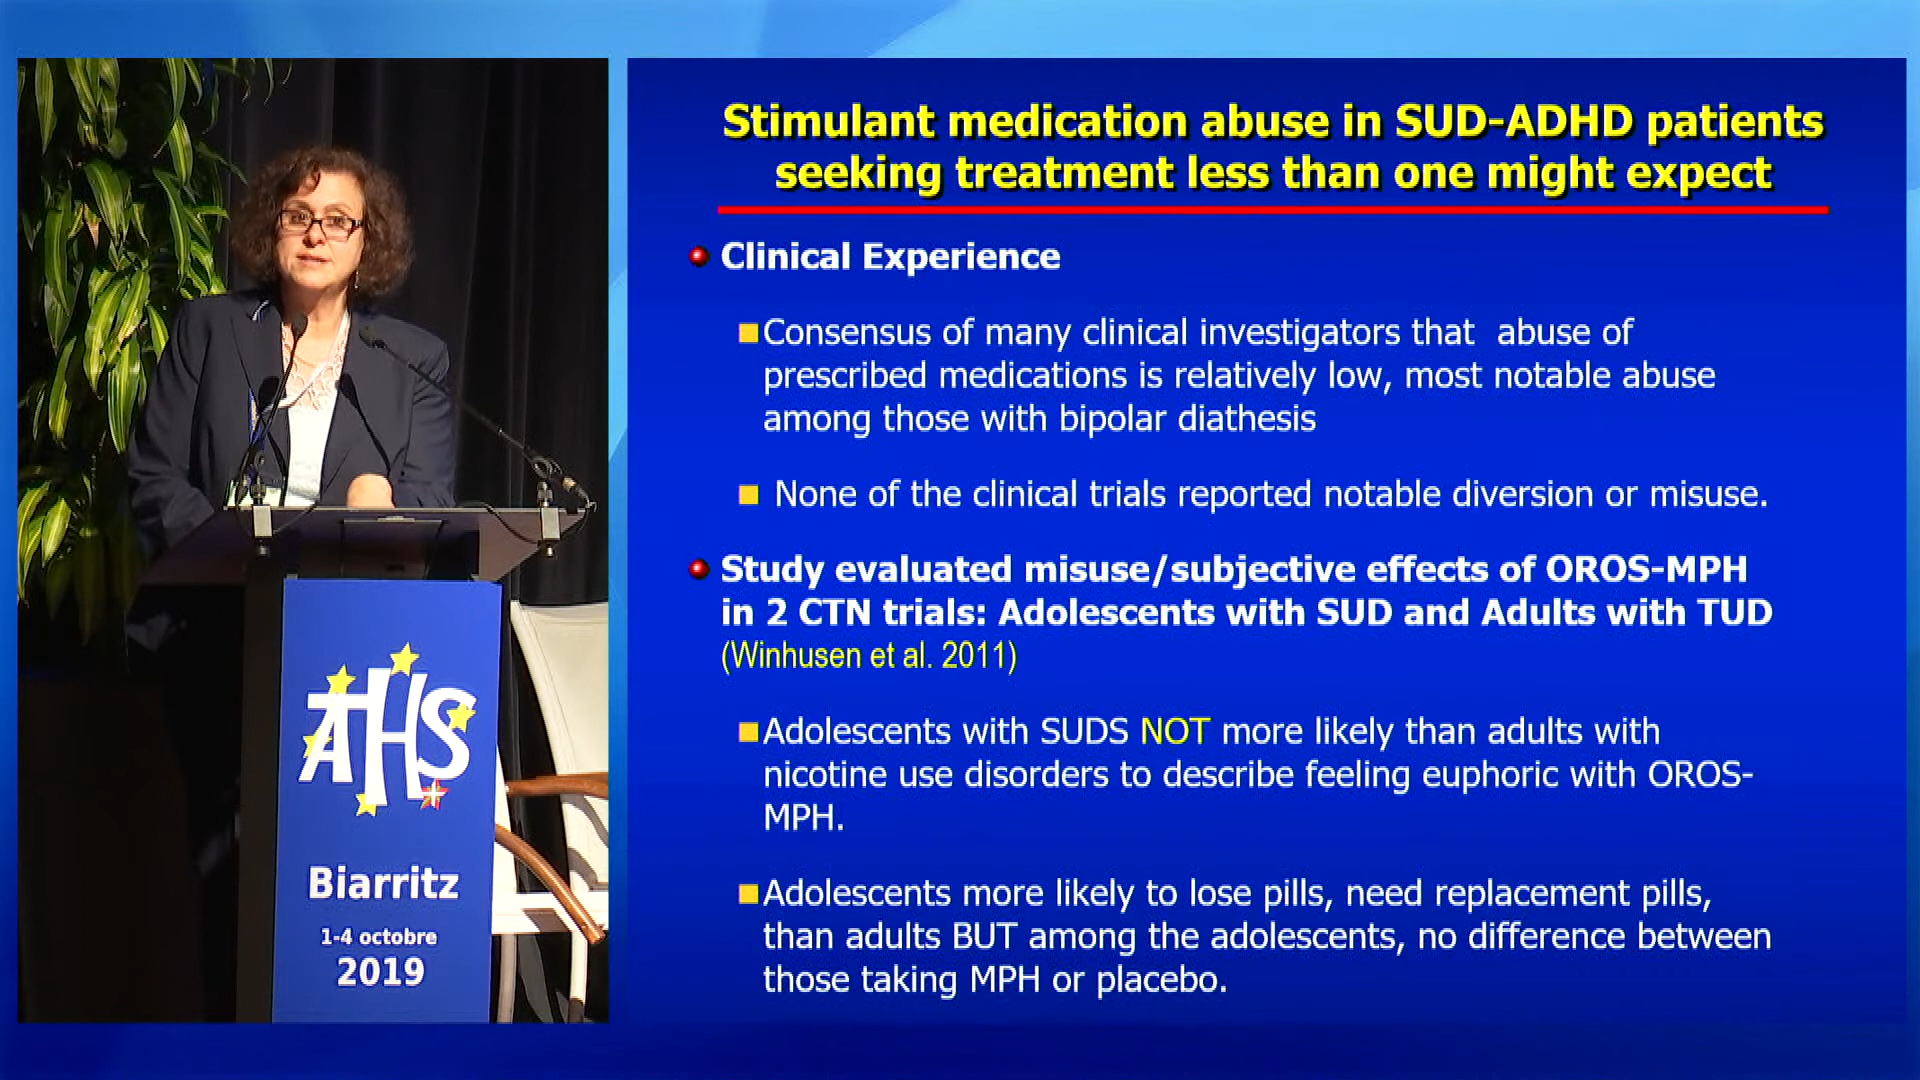 Stimulant medication abuse in SUD-ADHD patients
seeking treatment less than one might expect
Clinical Experience
Consensus of many clinical investigators that abuse of
prescribed medications is relatively low, most notable abuse
among those with bipolar diathesis
None of the clinical trials reported notable diversion or misuse.
Study evaluated misuse/subjective effects of OROS-MPH
in 2 CTN trials: Adolescents with SUD and Adults with TUD
(Winhusen et al. 2011)
Adolescents with SUDS NOT more likely than adults with
nicotine use disorders to describe feeling euphoric with OROS-
MPH.
Adolescents more likely to lose pills, need replacement pills,
than adults BUT among the adolescents, no difference between
those taking MPH or placebo.
AHS
Biarritz
1-4 octobre
2019